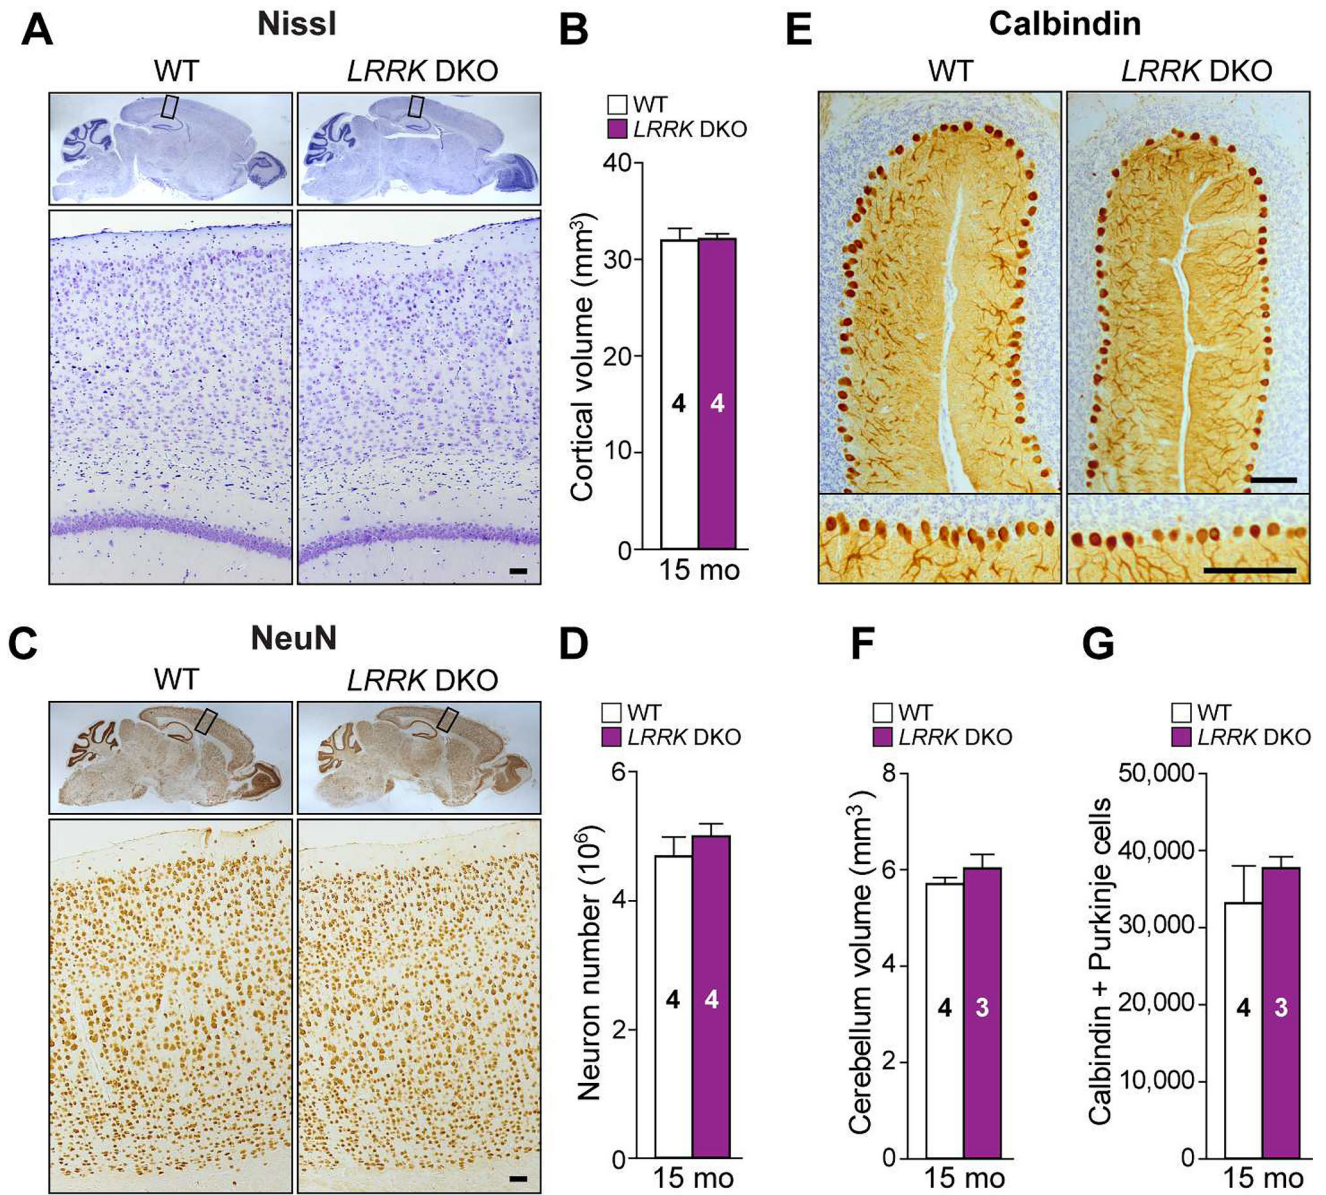 A
Nissl
WT
LRRK DKO
B
WT
LRRK DKO
40
30
20
10
0
Cortical volume (mm³)
4
4
15 mo
E
Calbindin
WT
LRRK DKO
C
NeuN
WT
LRRK DKO
D
WT
LRRK DKO
6
4
2
0
Neuron number (10⁶)
4
4
15 mo
F
WT
LRRK DKO
8
6
4
2
0
Cerebellum volume (mm³ )
4
3
15 mo
G
WT
LRRK DKO
50,000
40,000
30,000
20,000
10,000
0
Calbindin + Purkinje cells
4
3
15 mo